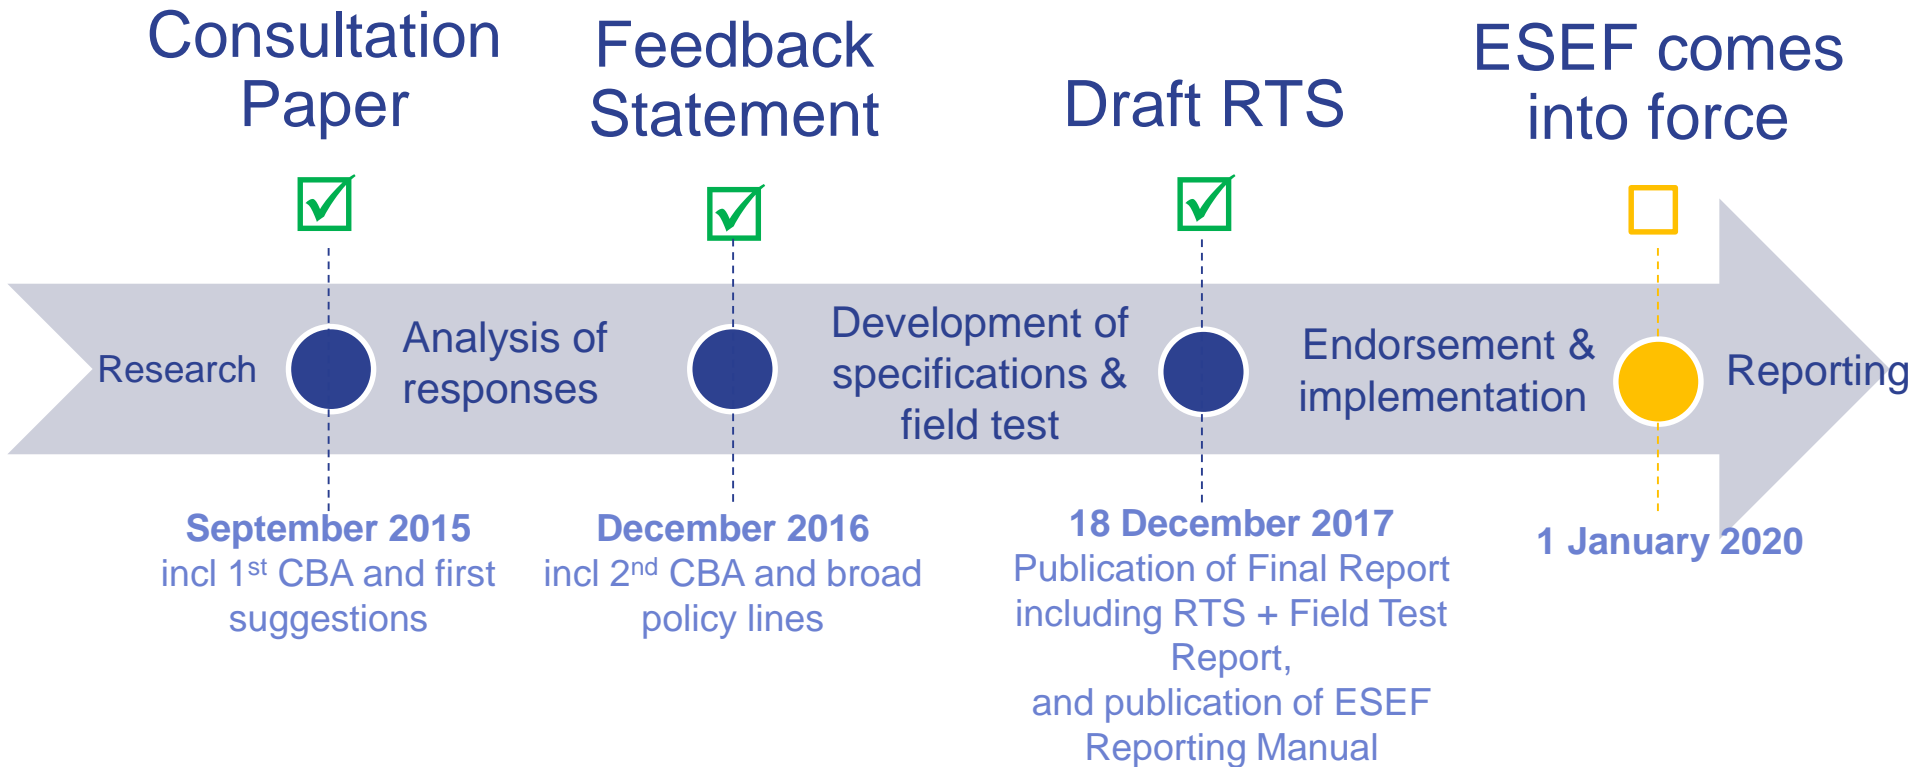 Consultation
Paper
Feedback
Statement
Draft RTS
ESEF comes
into force
Research
Analysis of
responses
Development of
specifications &
field test
Endorsement &
implementation
Reporting
September 2015
incl 1st CBA and first
suggestions
December 2016
incl 2nd CBA and broad
policy lines
18 December 2017
Publication of Final Report
including RTS + Field Test
Report,
and publication of ESEF
Reporting Manual
1 January 2020